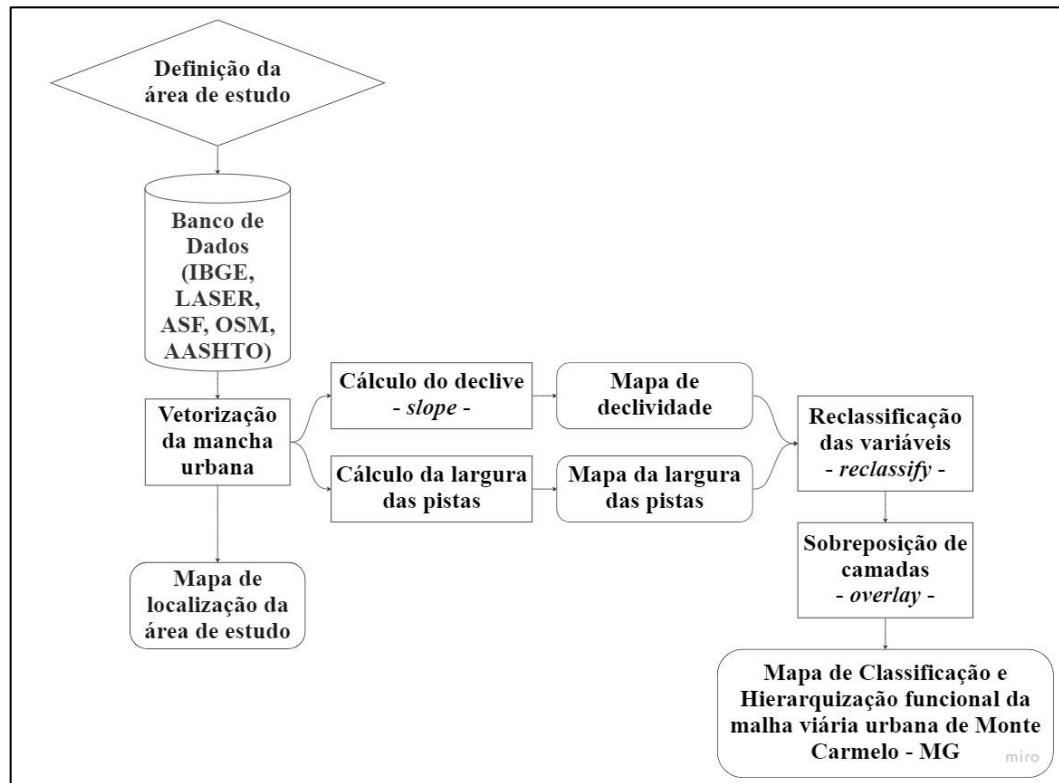 Definição da
área de estudo
Banco de
Dados
(IBGE,
LASER,
ASF, OSM,
AASHTO)
Vetorização
da mancha
urbana
Mapa de
localização da
área de estudo
Cálculo do declive
- slope -
Mapa de
declividade
Cálculo da largura
das pistas
Mapa da largura
das pistas
Reclassificação
das variáveis
- reclassify -
Sobreposição de
camadas
- overlay -
Mapa de Classificação e
Hierarquização funcional da
malha viária urbana de Monte
Carmelo - MG
miro